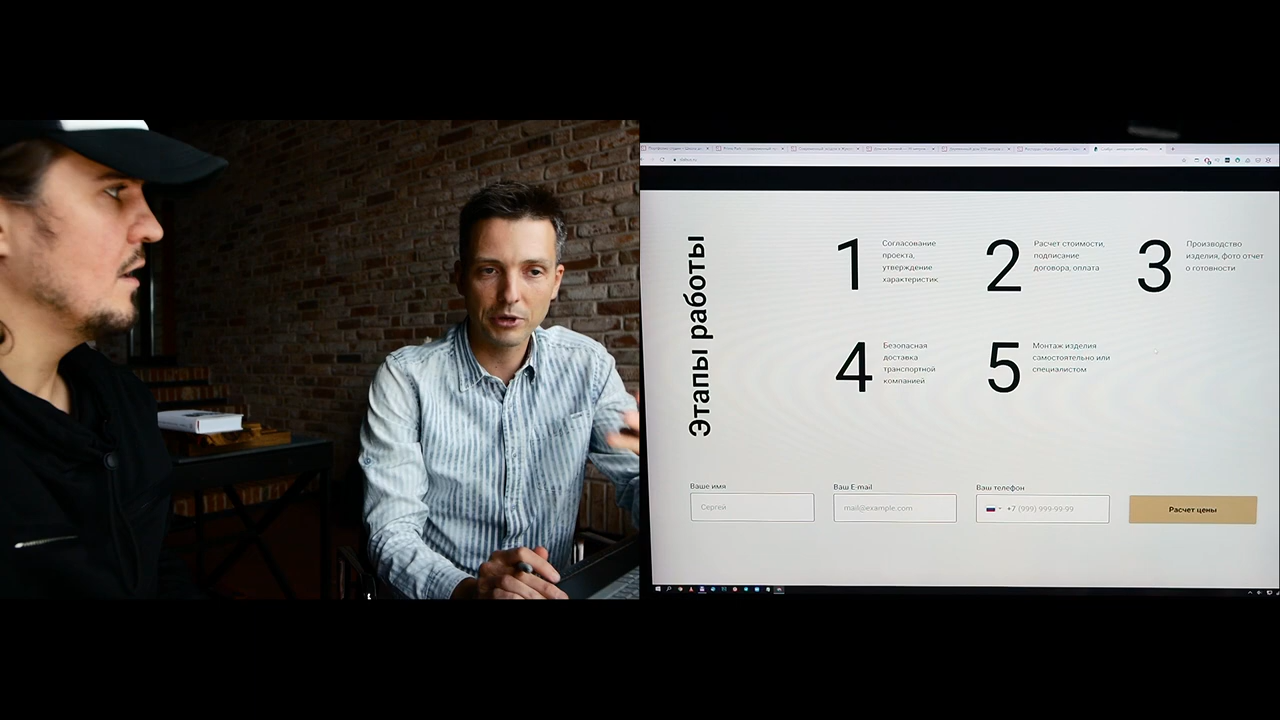 Этапы работы
1
Согласование
проекта,
утверждение
характеристик
2
Расчет стоимости,
подписание
договора, оплата
3
Производство
изделия, фото отчет
о готовности
4
Безопасная
доставка
транспортной
компанией
5
Монтаж изделия
самостоятельно или
специалистом
Ваше имя
Ваш E-mail
Ваш телефон
Сергей
mail@example.com
+7 (999) 999-99-99
Расчет цены